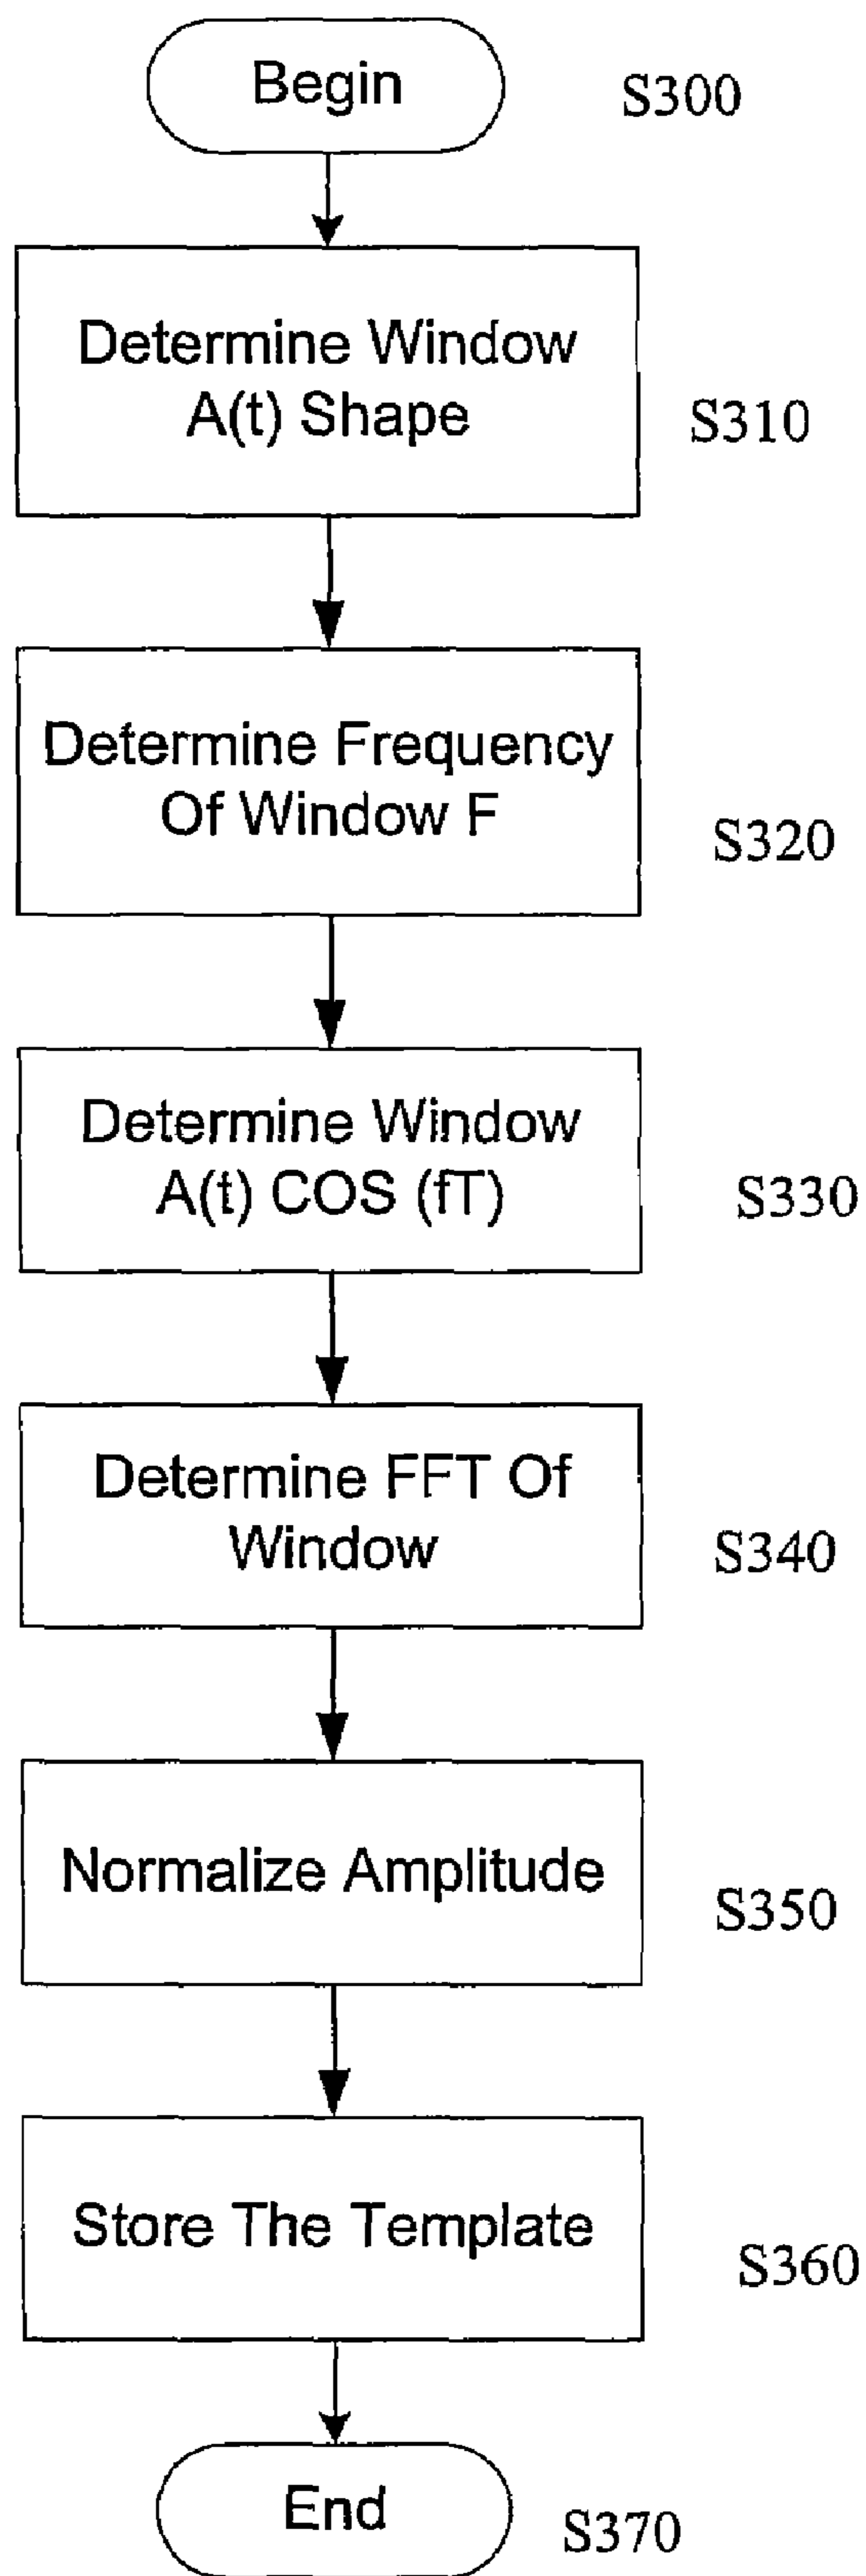 Begin
S300
Determine Window
A(t) Shape
S310
Determine Frequency
Of Window F
S320
Determine Window
A(t) COS (fT)
S330
Determine FFT Of
Window
S340
Normalize Amplitude
S350
Store The Template
S360
End
S370